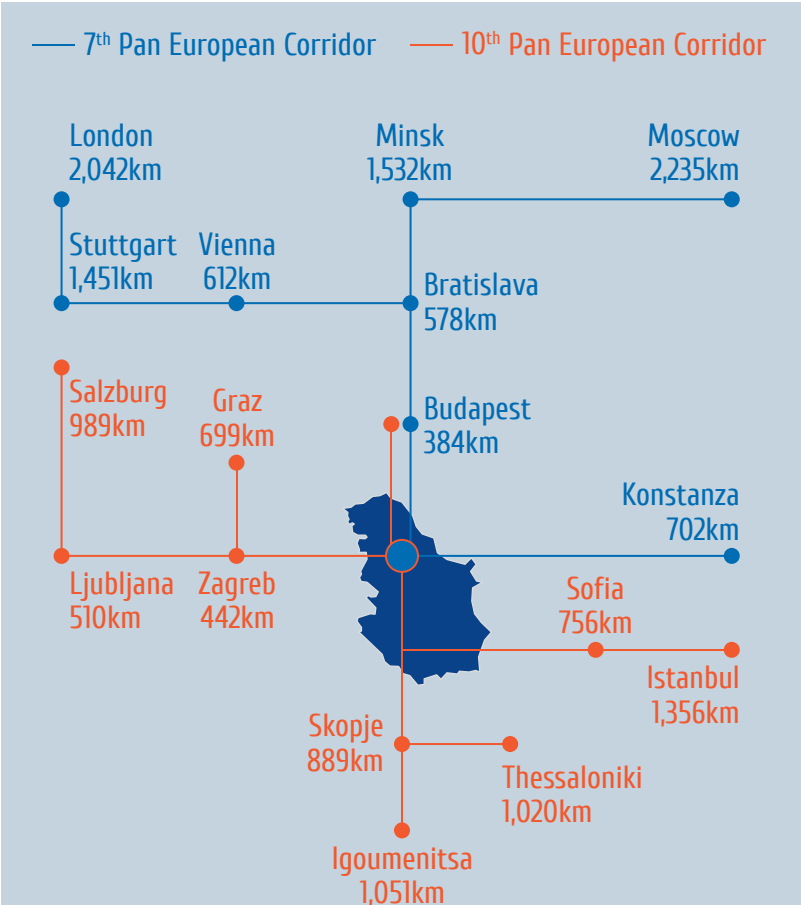 7th Pan European Corridor
10th Pan European Corridor
London
2,042km
Minsk
1,532km
Moscow
2,235km
Stuttgart
1,451km
Vienna
612km
Bratislava
578km
Salzburg
989km
Graz
699km
Budapest
384km
Konstanza
702km
Ljubljana
510km
Zagreb
442km
Sofia
756km
Istanbul
1,356km
Skopje
889km
Thessaloniki
1,020km
Igoumenitsa
1,051km